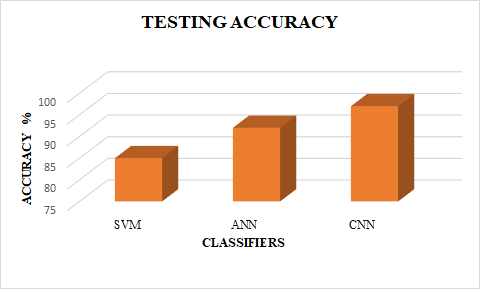 TESTING ACCURACY
ACCURACY %
100
95
90
85
80
75
SVM ANN CNN
CLASSIFIERS